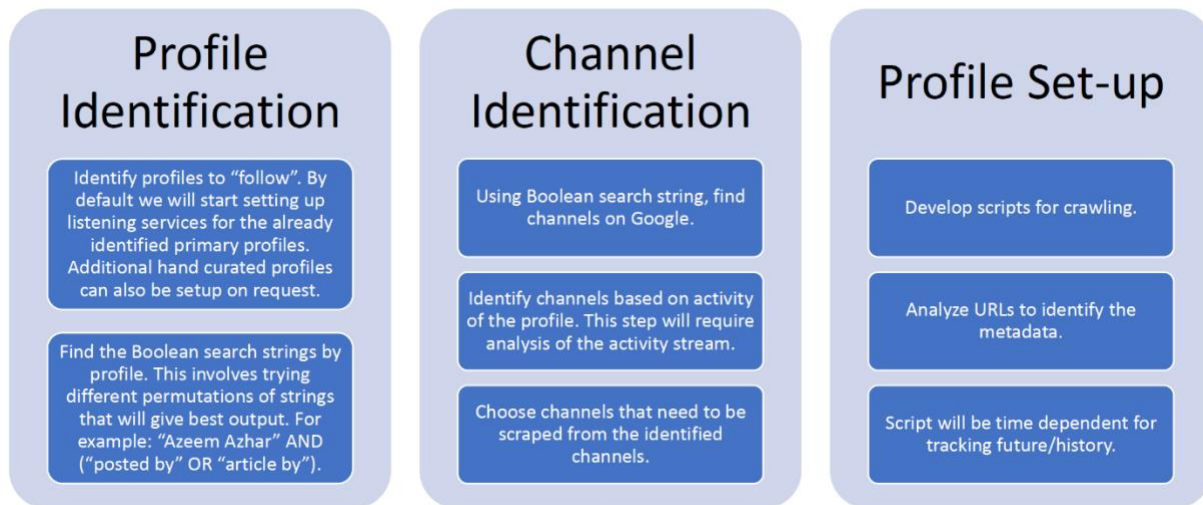 Profile
Identification
Identify profiles to “follow”. By
default we will start setting up
listening services for the already
identified primary profiles.
Additional hand curated profiles
can also be setup on request.
Find the Boolean search strings by
profile. This involves trying
different permutations of strings
that will give best output. For
example: “Azeem Azhar” AND
(“posted by” OR “article by”).
Channel
Identification
Using Boolean search string, find
channels on Google.
Identify channels based on activity
of the profile. This step will require
analysis of the activity stream.
Choose channels that need to be
scraped from the identified
channels.
Profile Set-up
Develop scripts for crawling.
Analyze URLs to identify the
metadata.
Script will be time dependent for
tracking future/history.